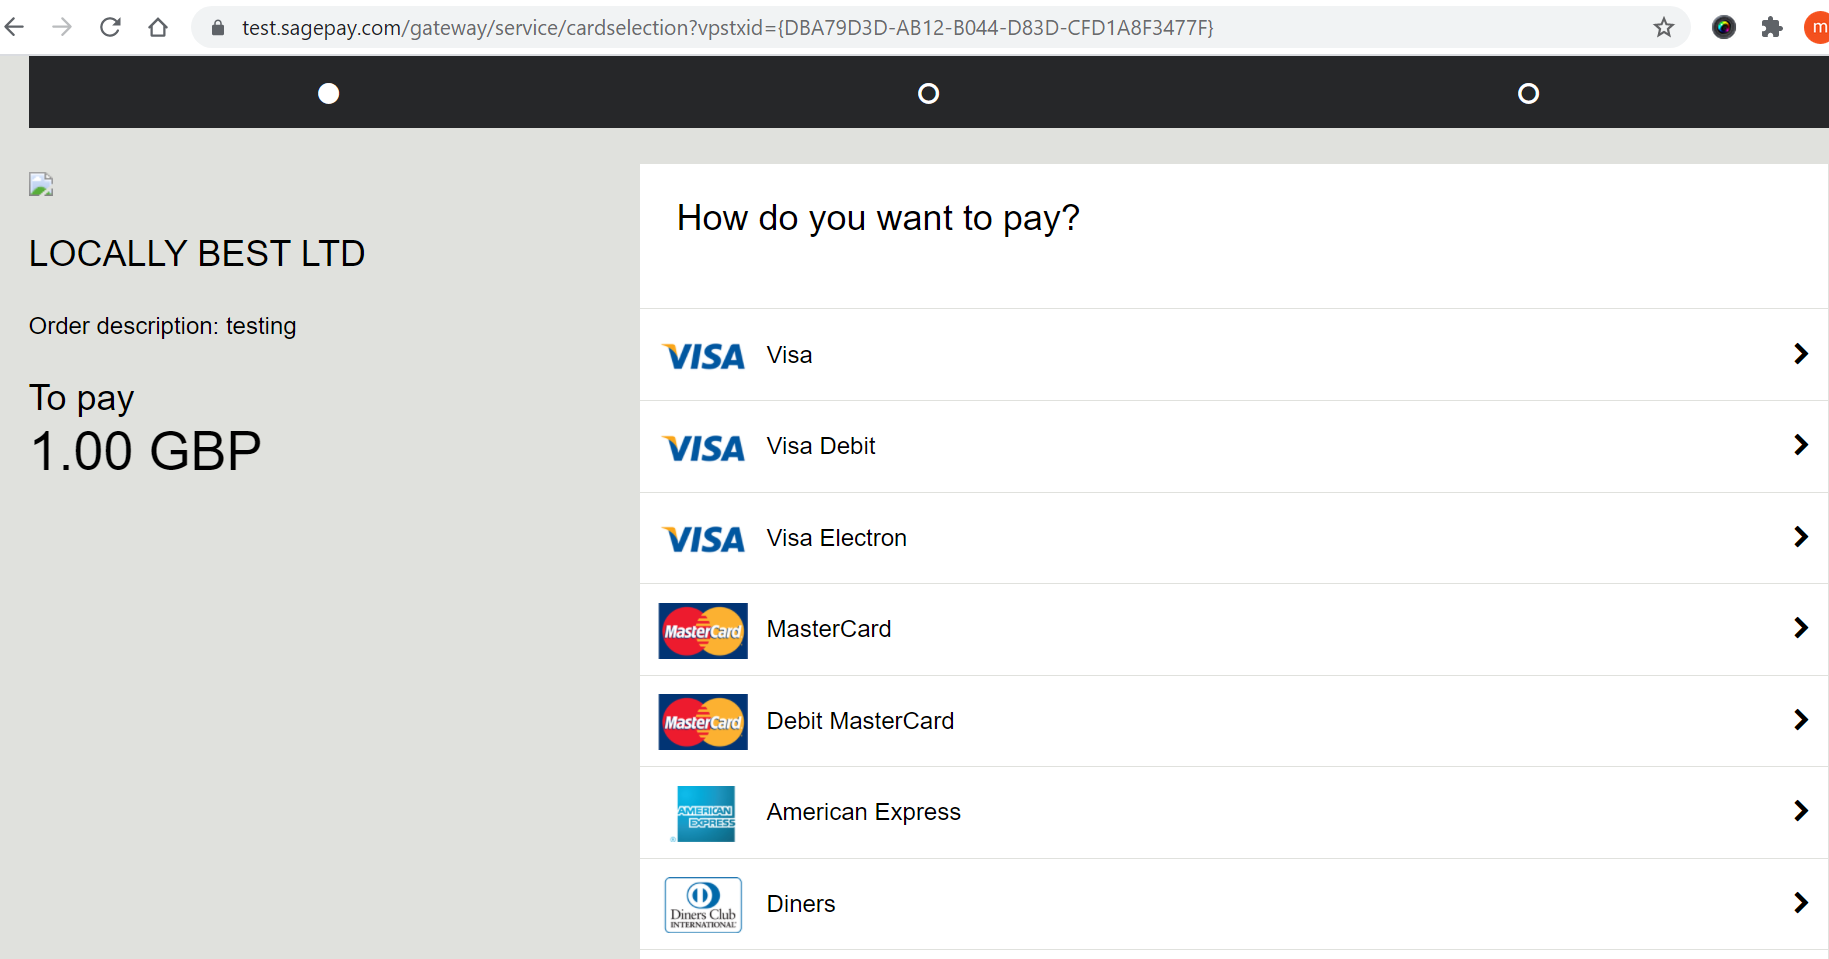 test.sagepay.com/gateway/service/cardselection?vpstxid={DBA79D3D-AB12-B044-D83D-CFD1A8F3477F}
m
LOCALLY BEST LTD
Order description: testing
To pay
1.00 GBP
How do you want to pay?
VISA Visa
VISA Visa Debit
VISA Visa Electron
MasterCard MasterCard
MasterCard Debit MasterCard
AMERICAN
EXPRESS
® American Express
Diners Club
INTERNATIONAL
Diners